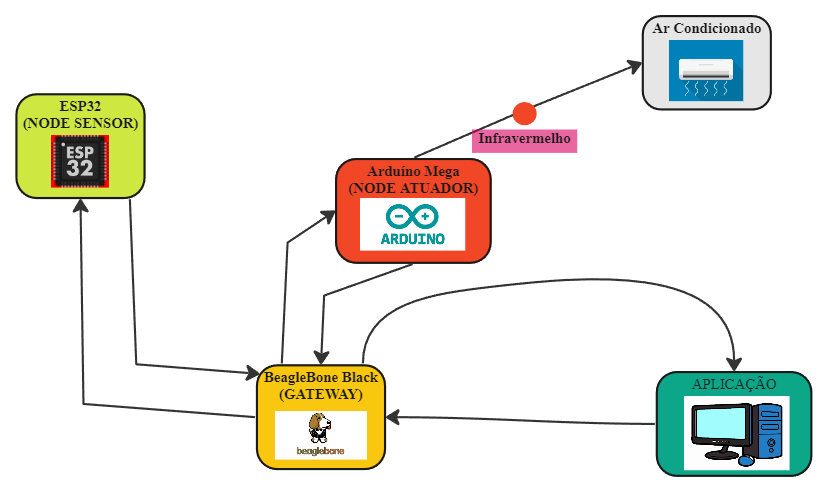 Ar Condicionado
ESP32
(NODE SENSOR)
ESP
32
Infravermelho
Arduíno Mega
(NODE ATUADOR)
ARDUINO
BeagleBone Black
(GATEWAY)
beaglebone
APLICAÇÃO